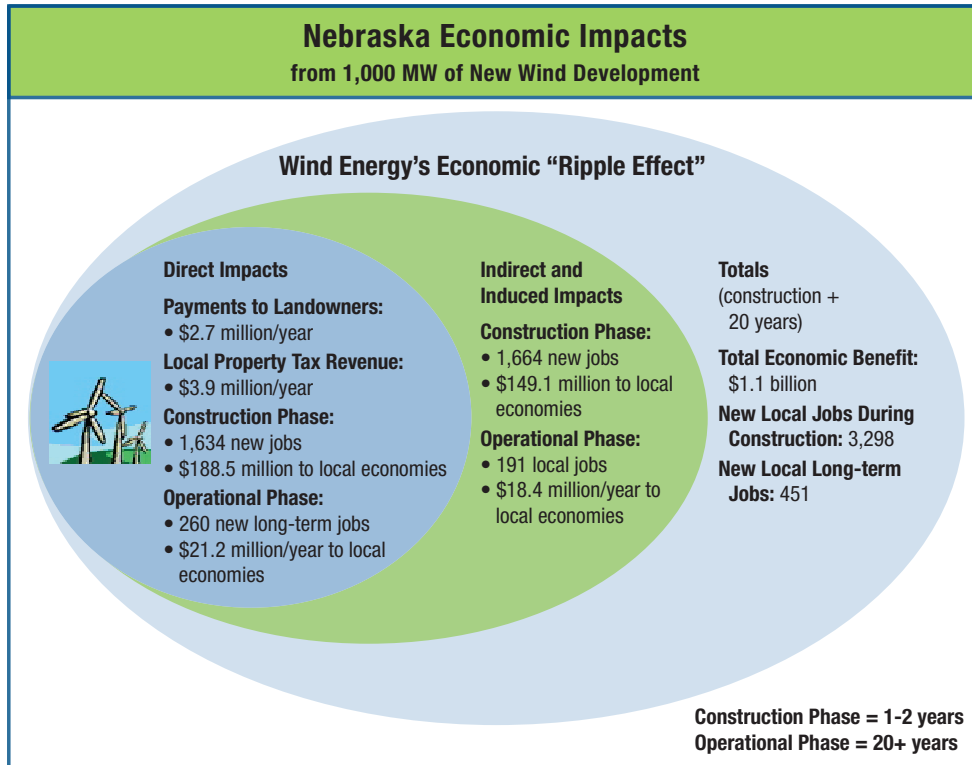 Nebraska Economic Impacts
from 1,000 MW of New Wind Development
Wind Energy’s Economic “Ripple Effect”
Direct Impacts
Payments to Landowners:
• $2.7 million/year
Local Property Tax Revenue:
• $3.9 million/year
Construction Phase:
• 1,634 new jobs
• $188.5 million to local economies
Operational Phase:
• 260 new long-term jobs
• $21.2 million/year to local
economies
Indirect and
Induced Impacts
Construction Phase:
• 1,664 new jobs
• $149.1 million to local
economies
Operational Phase:
• 191 local jobs
• $18.4 million/year to
local economies
Totals
(construction +
20 years)
Total Economic Benefit:
$1.1 billion
New Local Jobs During
Construction: 3,298
New Local Long-term
Jobs: 451
Construction Phase = 1-2 years
Operational Phase = 20+ years